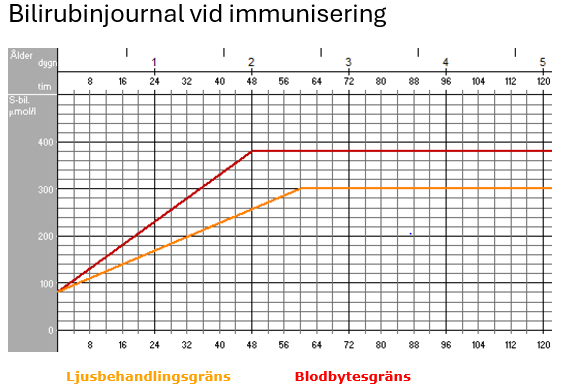 Bilirubinjournal vid immunisering
Ålder dygn 1 2 3 4 5
tim 8 16 24 32 40 48 56 64 72 80 88 96 104 112 120
S-bil.
μmol/l
400
300
200
100
0
8 16 24 32 40 48 56 64 72 80 88 96 104 112 120
Ljusbehandlingsgräns Blodbytesgräns